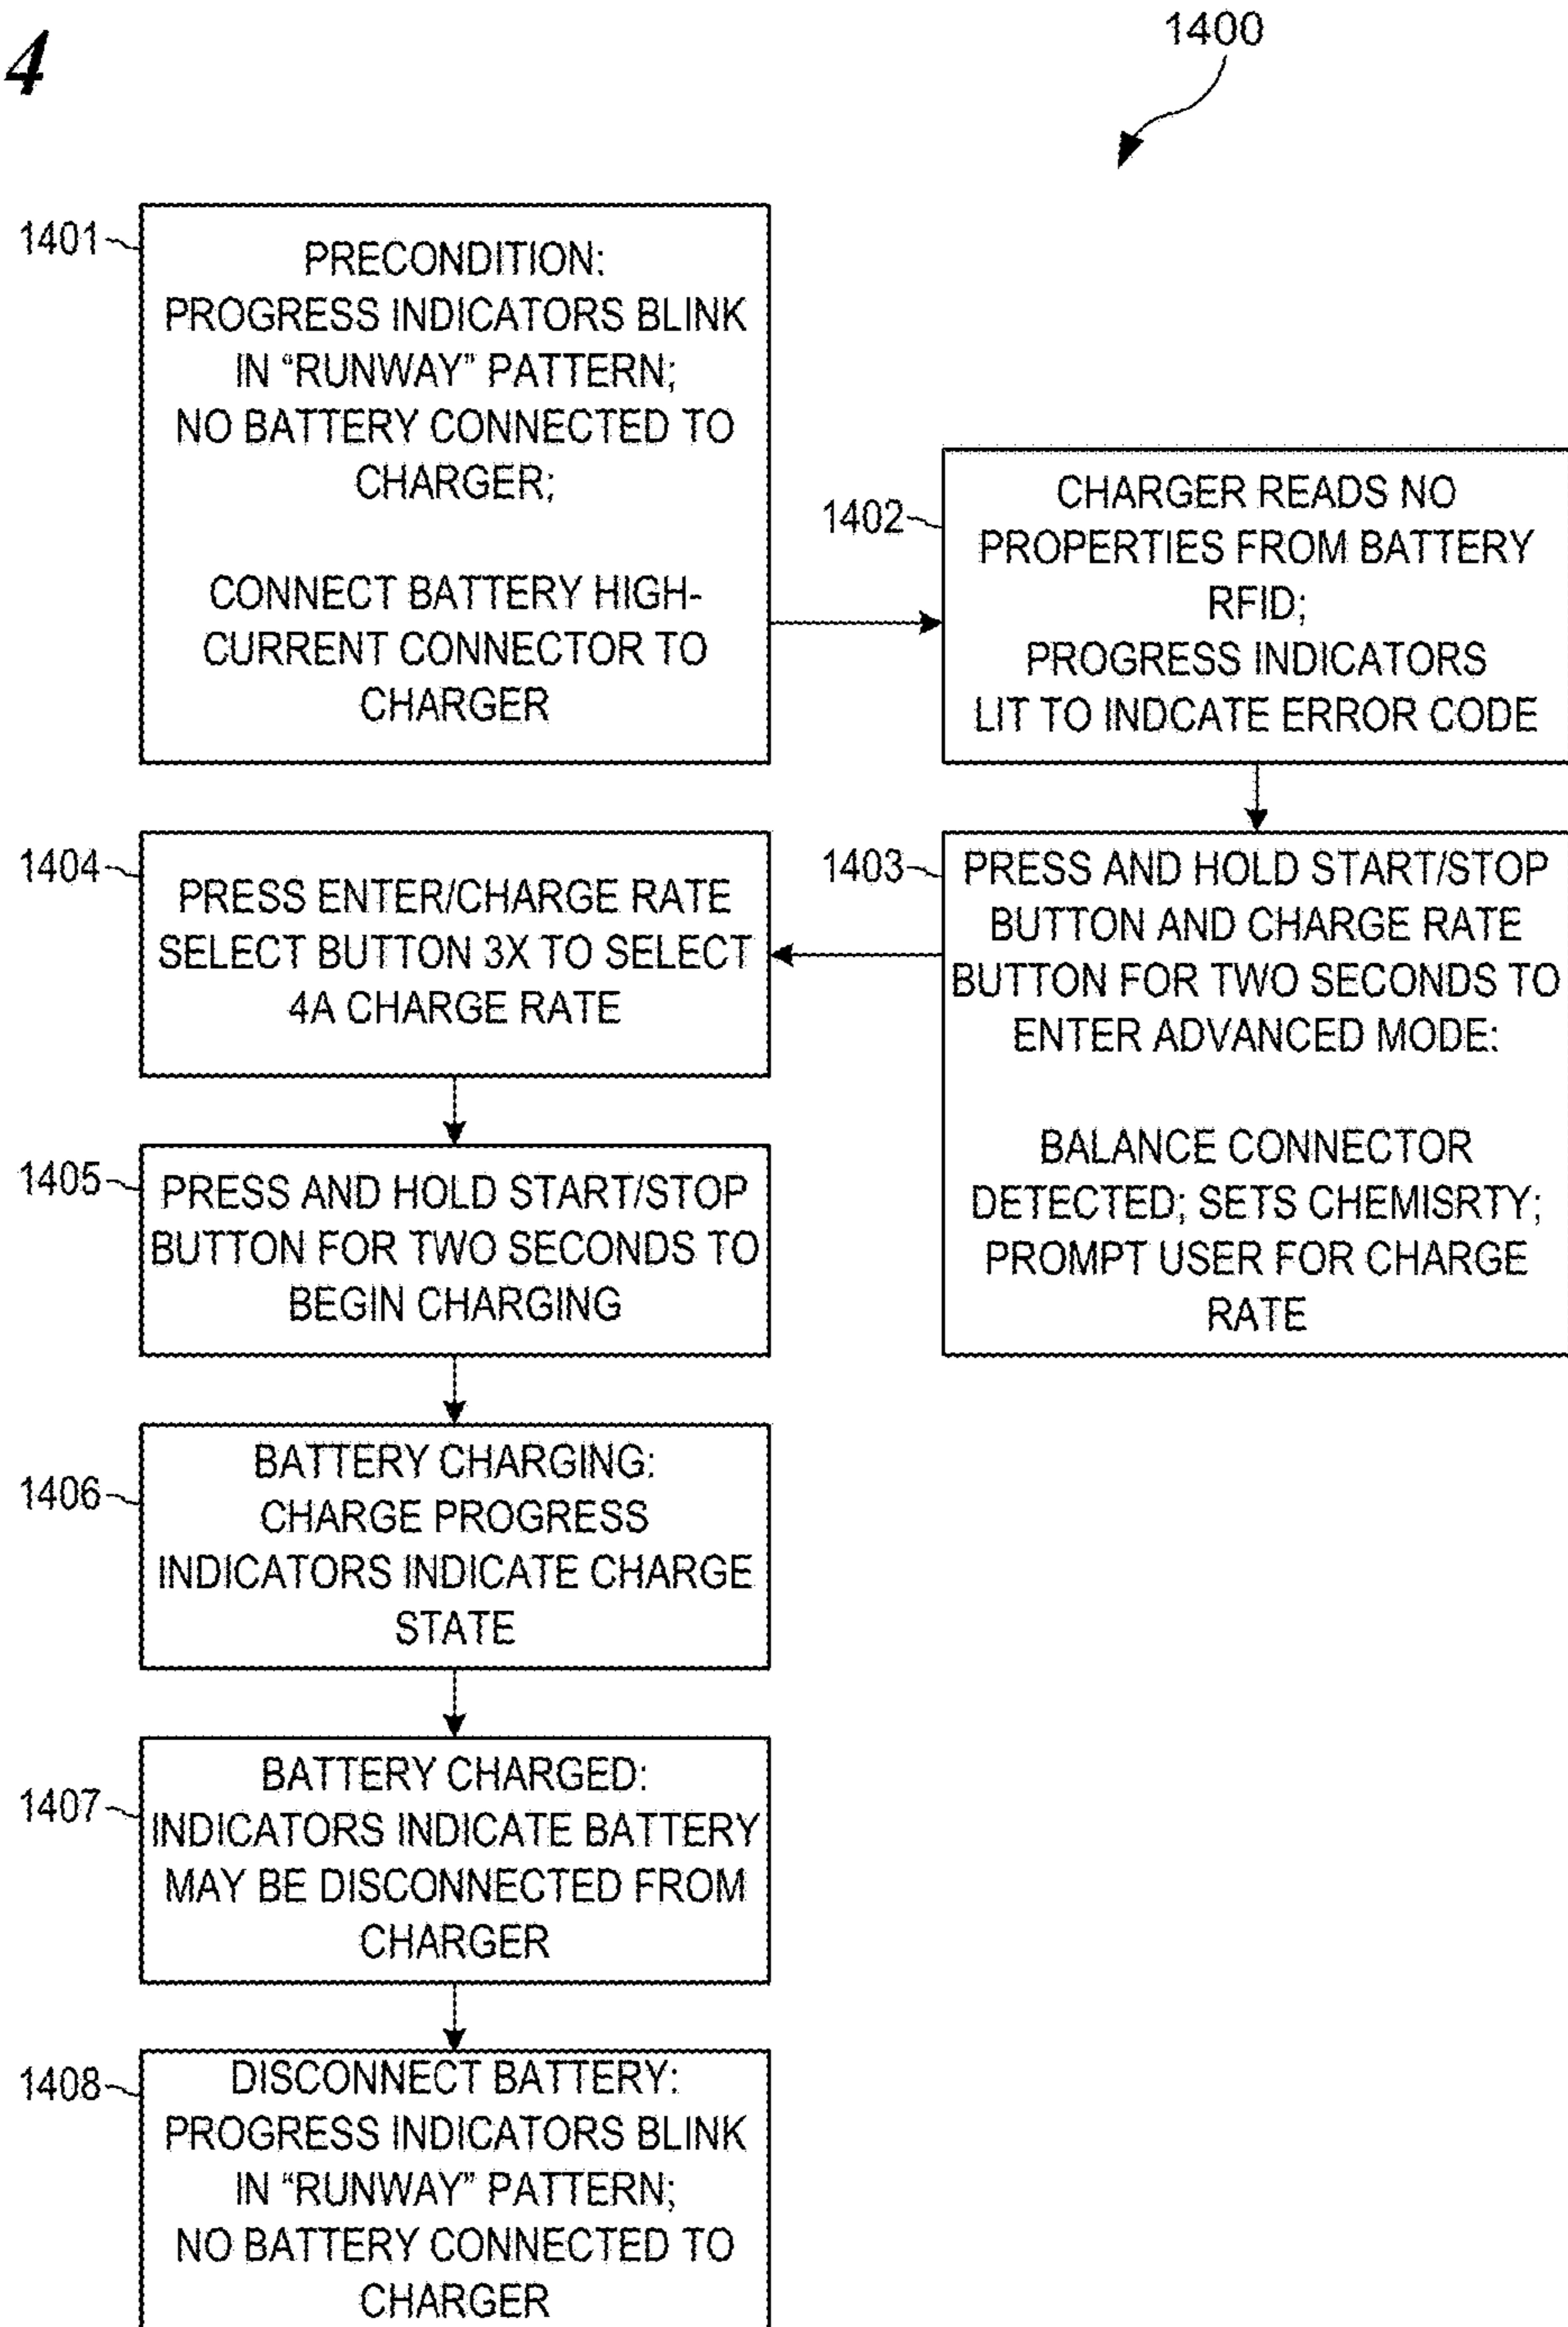 4
1400
1401
PRECONDITION:
PROGRESS INDICATORS BLINK
IN “RUNWAY” PATTERN;
NO BATTERY CONNECTED TO
CHARGER;
CONNECT BATTERY HIGH-
CURRENT CONNECTOR TO
CHARGER
1402
CHARGER READS NO
PROPERTIES FROM BATTERY
RFID;
PROGRESS INDICATORS
LIT TO INDCATE ERROR CODE
1403
PRESS AND HOLD START/STOP
BUTTON AND CHARGE RATE
BUTTON FOR TWO SECONDS TO
ENTER ADVANCED MODE:
BALANCE CONNECTOR
DETECTED; SETS CHEMISRTY;
PROMPT USER FOR CHARGE
RATE
1404
PRESS ENTER/CHARGE RATE
SELECT BUTTON 3X TO SELECT
4A CHARGE RATE
1405
PRESS AND HOLD START/STOP
BUTTON FOR TWO SECONDS TO
BEGIN CHARGING
1406
BATTERY CHARGING:
CHARGE PROGRESS
INDICATORS INDICATE CHARGE
STATE
1407
BATTERY CHARGED:
INDICATORS INDICATE BATTERY
MAY BE DISCONNECTED FROM
CHARGER
1408
DISCONNECT BATTERY:
PROGRESS INDICATORS BLINK
IN “RUNWAY” PATTERN;
NO BATTERY CONNECTED TO
CHARGER